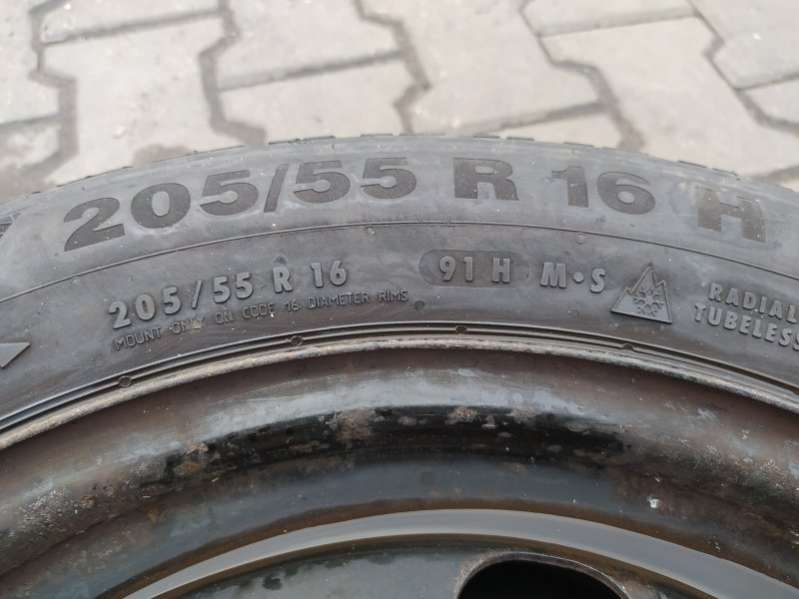 205/55 R 16 H
205/55 R 16 91 H M•S
MOUNT ONLY ON CODE 16 DIAMETER RIMS
RADIAL
TUBELESS